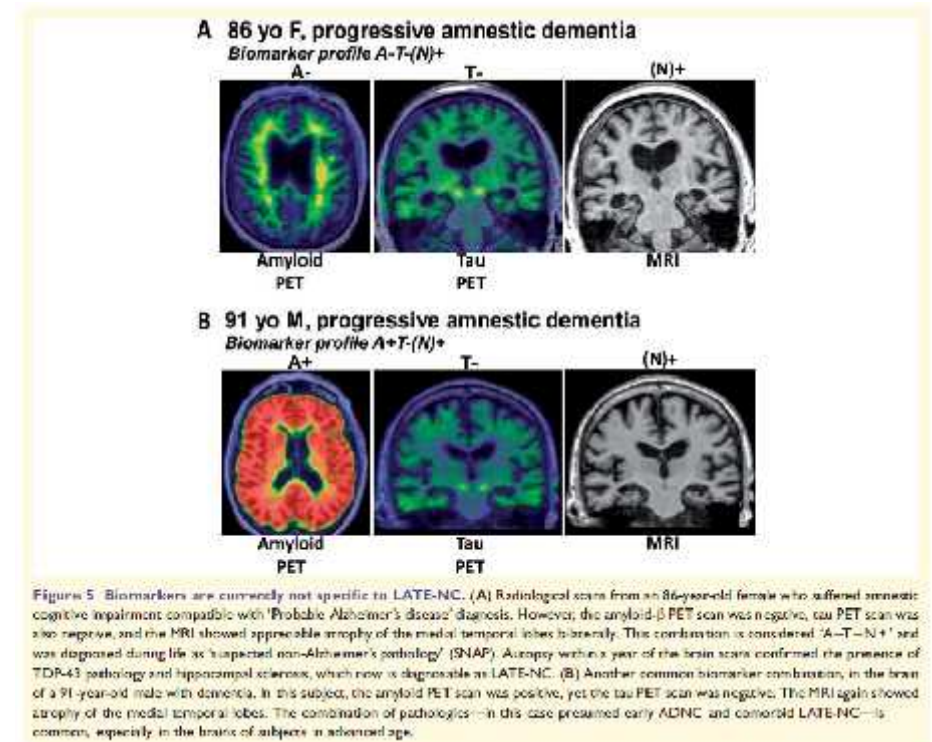 A 86 yo F, progressive amnestic dementia
Biomarker profile A-T-(N)+
A- T- (N)+
Amyloid PET Tau PET MRI
B 91 yo M, progressive amnestic dementia
Biomarker profile A+T-(N)+
A+ T- (N)+
Amyloid PET Tau PET MRI
Figure 5 Biomarkers are currently not specific to LATE-NC. (A) Radiological scans from an 86-year-old female who suffered amnestic
cognitive impairment compatible with 'Probable Alzheimer's disease' diagnosis. However, the amyloid-β PET scan was negative, tau PET scan was
also negative, and the MRI showed appreciable atrophy of the medial temporal lobes bilaterally. This combination is considered 'A–T–N+' and
was diagnosed during life as 'suspected non-Alzheimer's pathology' (SNAP). Autopsy within a year of the brain scans confirmed the presence of
TDP-43 pathology and hippocampal sclerosis, which now is diagnosable as LATE-NC. (B) Another common biomarker combination, in the brain
of a 91-year-old male with dementia. In this subject, the amyloid PET scan was positive, yet the tau PET scan was negative. The MRI again showed
atrophy of the medial temporal lobes. The combination of pathologies—in this case presumed early ADNC and comorbid LATE-NC—is
common, especially in the brains of subjects in advanced age.